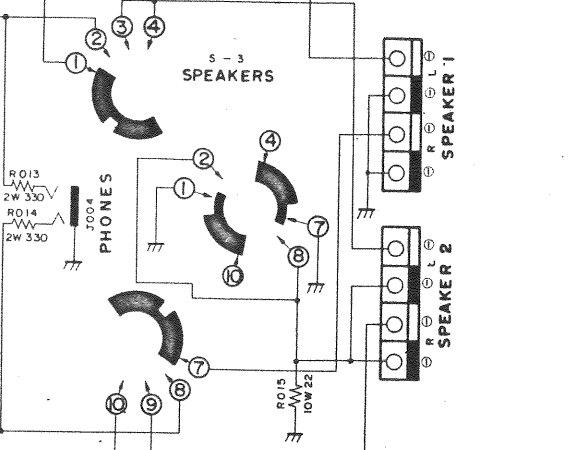 S - 3
SPEAKERS
2
3
4
1
2
1
4
7
8
10
7
8
9
10
R013
2W 330
R014
2W 330
J004
PHONES
R015
10W 22
L
R
SPEAKER 1
L
R
SPEAKER 2